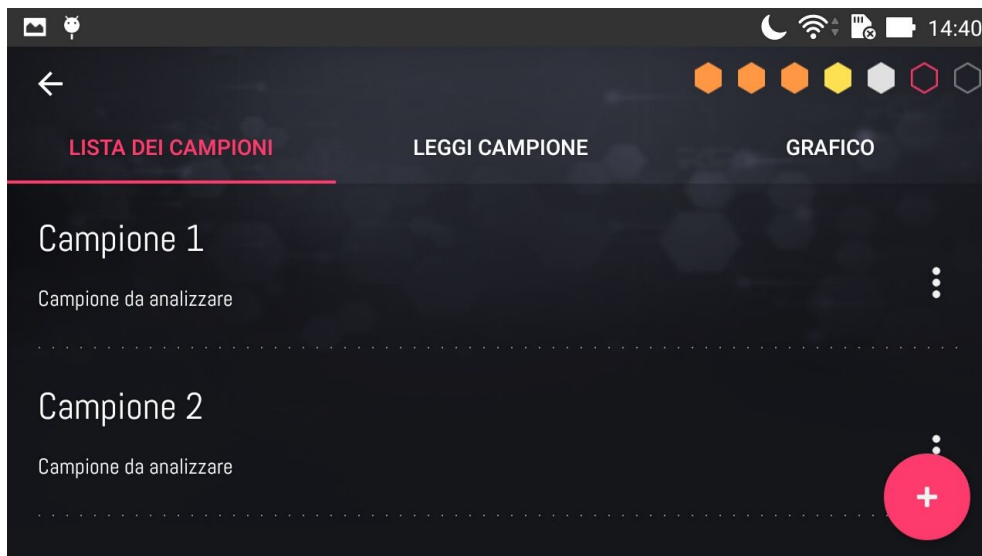 14:40
LISTA DEI CAMPIONI
LEGGI CAMPIONE
GRAFICO
Campione 1
Campione da analizzare
Campione 2
Campione da analizzare